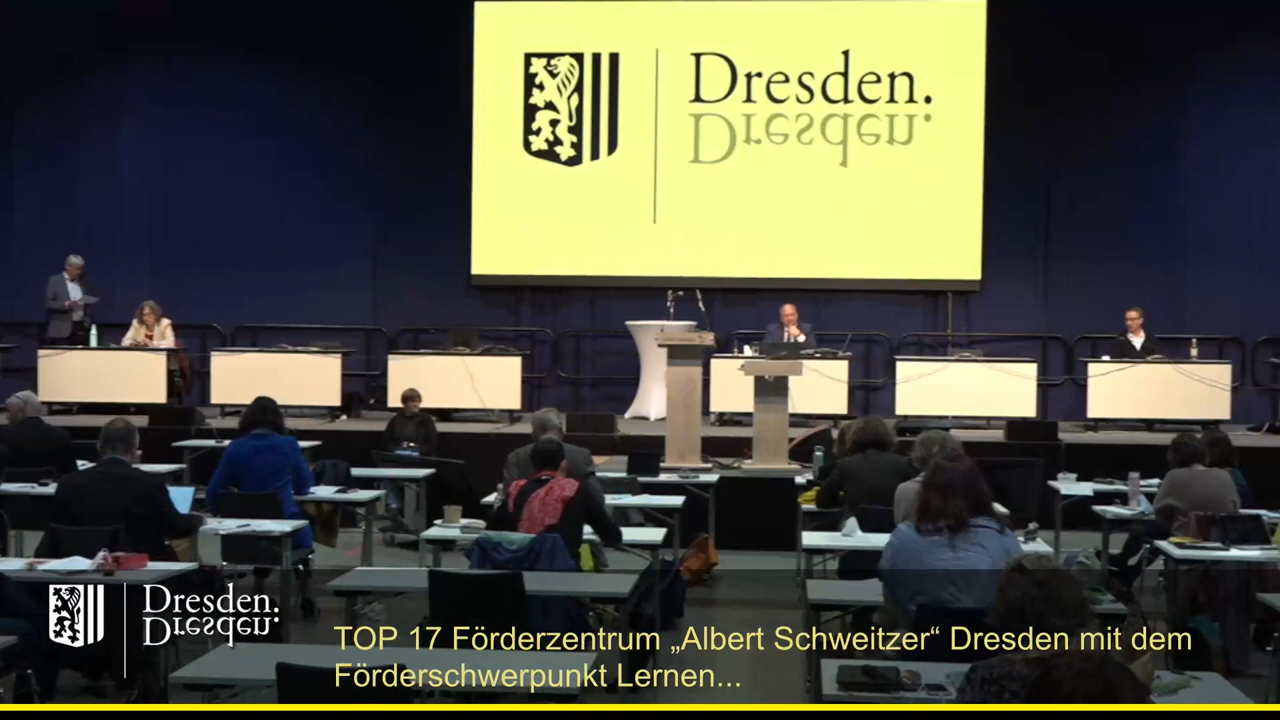 Dresden.
Dresden.
Dresden.
Dresden.
TOP 17 Förderzentrum „Albert Schweitzer“ Dresden mit dem
Förderschwerpunkt Lernen...